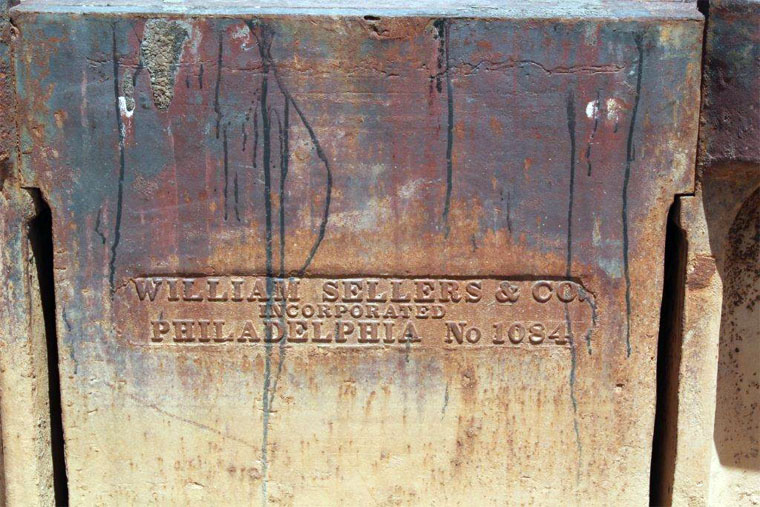 WILLIAM SELLERS & CO.
INCORPORATED
PHILADELPHIA No 1084